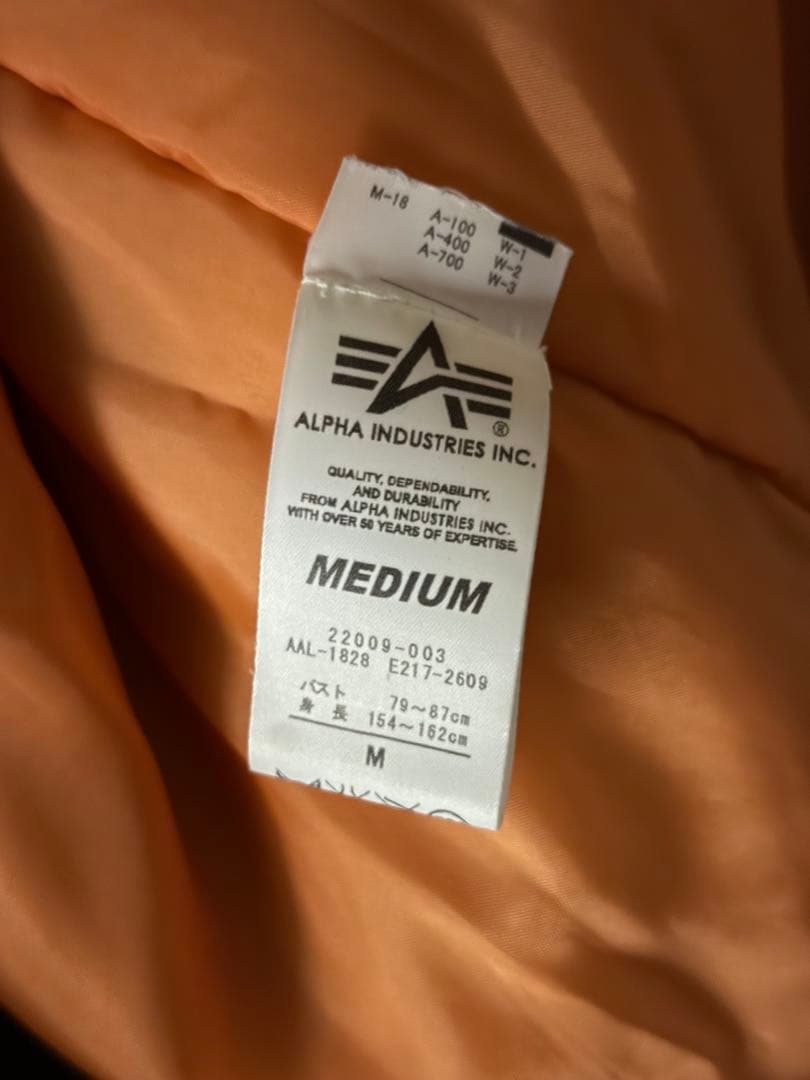 M-18
A-100 W-1
A-400 W-2
A-700 W-3
ALPHA INDUSTRIES INC.
®
QUALITY, DEPENDABILITY,
AND DURABILITY
FROM ALPHA INDUSTRIES INC.
WITH OVER 50 YEARS OF EXPERTISE.
MEDIUM
22009-003
AAL-1828 E217-2609
バスト 79～87cm
身 長 154～162cm
M